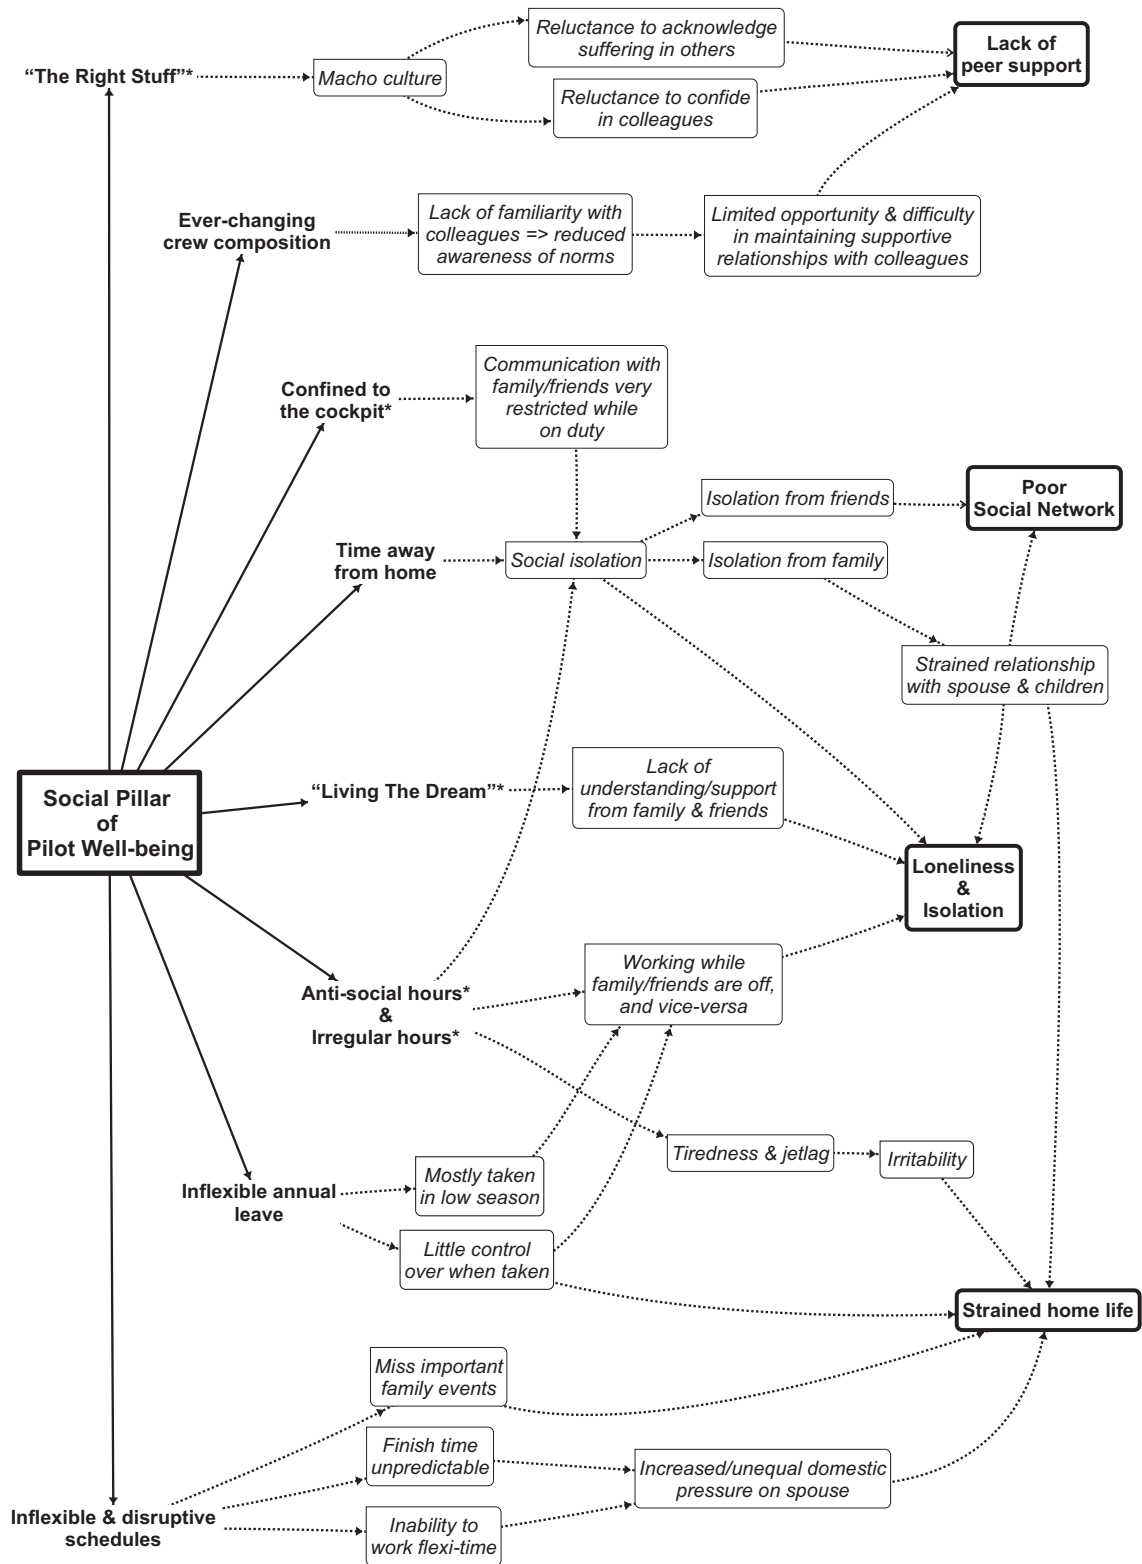 Reluctance to acknowledge
suffering in others
Lack of
peer support
“The Right Stuff”*
Macho culture
Reluctance to confide
in colleagues
Ever-changing
crew composition
Lack of familiarity with
colleagues => reduced
awareness of norms
Limited opportunity & difficulty
in maintaining supportive
relationships with colleagues
Confined to
the cockpit*
Communication with
family/friends very
restricted while
on duty
Isolation from friends
Poor
Social Network
Time away
from home
Social isolation
Isolation from family
Strained relationship
with spouse & children
Social Pillar
of
Pilot Well-being
“Living The Dream”*
Lack of
understanding/support
from family & friends
Loneliness
&
Isolation
Anti-social hours*
&
Irregular hours*
Working while
family/friends are off,
and vice-versa
Tiredness & jetlag
Irritability
Inflexible annual
leave
Mostly taken
in low season
Little control
over when taken
Strained home life
Miss important
family events
Finish time
unpredictable
Increased/unequal domestic
pressure on spouse
Inflexible & disruptive
schedules
Inability to
work flexi-time